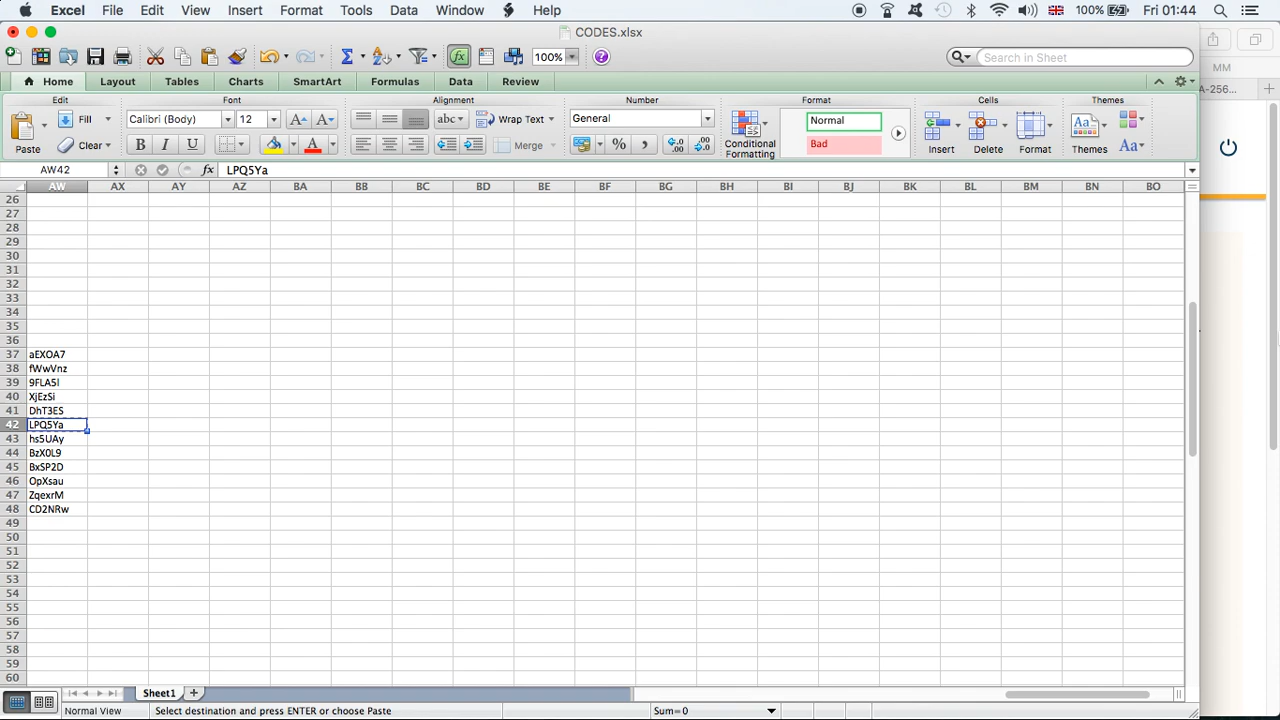 Excel File Edit View Insert Format Tools Data Window Help 100% Fri 01:44
CODES.xlsx
MM
100% Search in Sheet
A-256...
Home Layout Tables Charts SmartArt Formulas Data Review
Edit Font Alignment Number Format Cells Themes
Fill Calibri (Body) 12 abc Wrap Text General Normal
Paste Clear B I U Merge % , Conditional Formatting Bad Insert Delete Format Themes Aa
AW42 fx LPQ5Ya
AW AX AY AZ BA BB BC BD BE BF BG BH BI BJ BK BL BM BN BO
26
27
28
29
30
31
32
33
34
35
36
37 aEXOA7
38 fWwVnz
39 9FLA5l
40 XjEzSi
41 DhT3ES
42 LPQ5Ya
43 hs5UAy
44 BzX0L9
45 BxSP2D
46 OpXsau
47 ZqexrM
48 CD2NRw
49
50
51
52
53
54
55
56
57
58
59
60
Sheet1
Normal View Select destination and press ENTER or choose Paste Sum=0